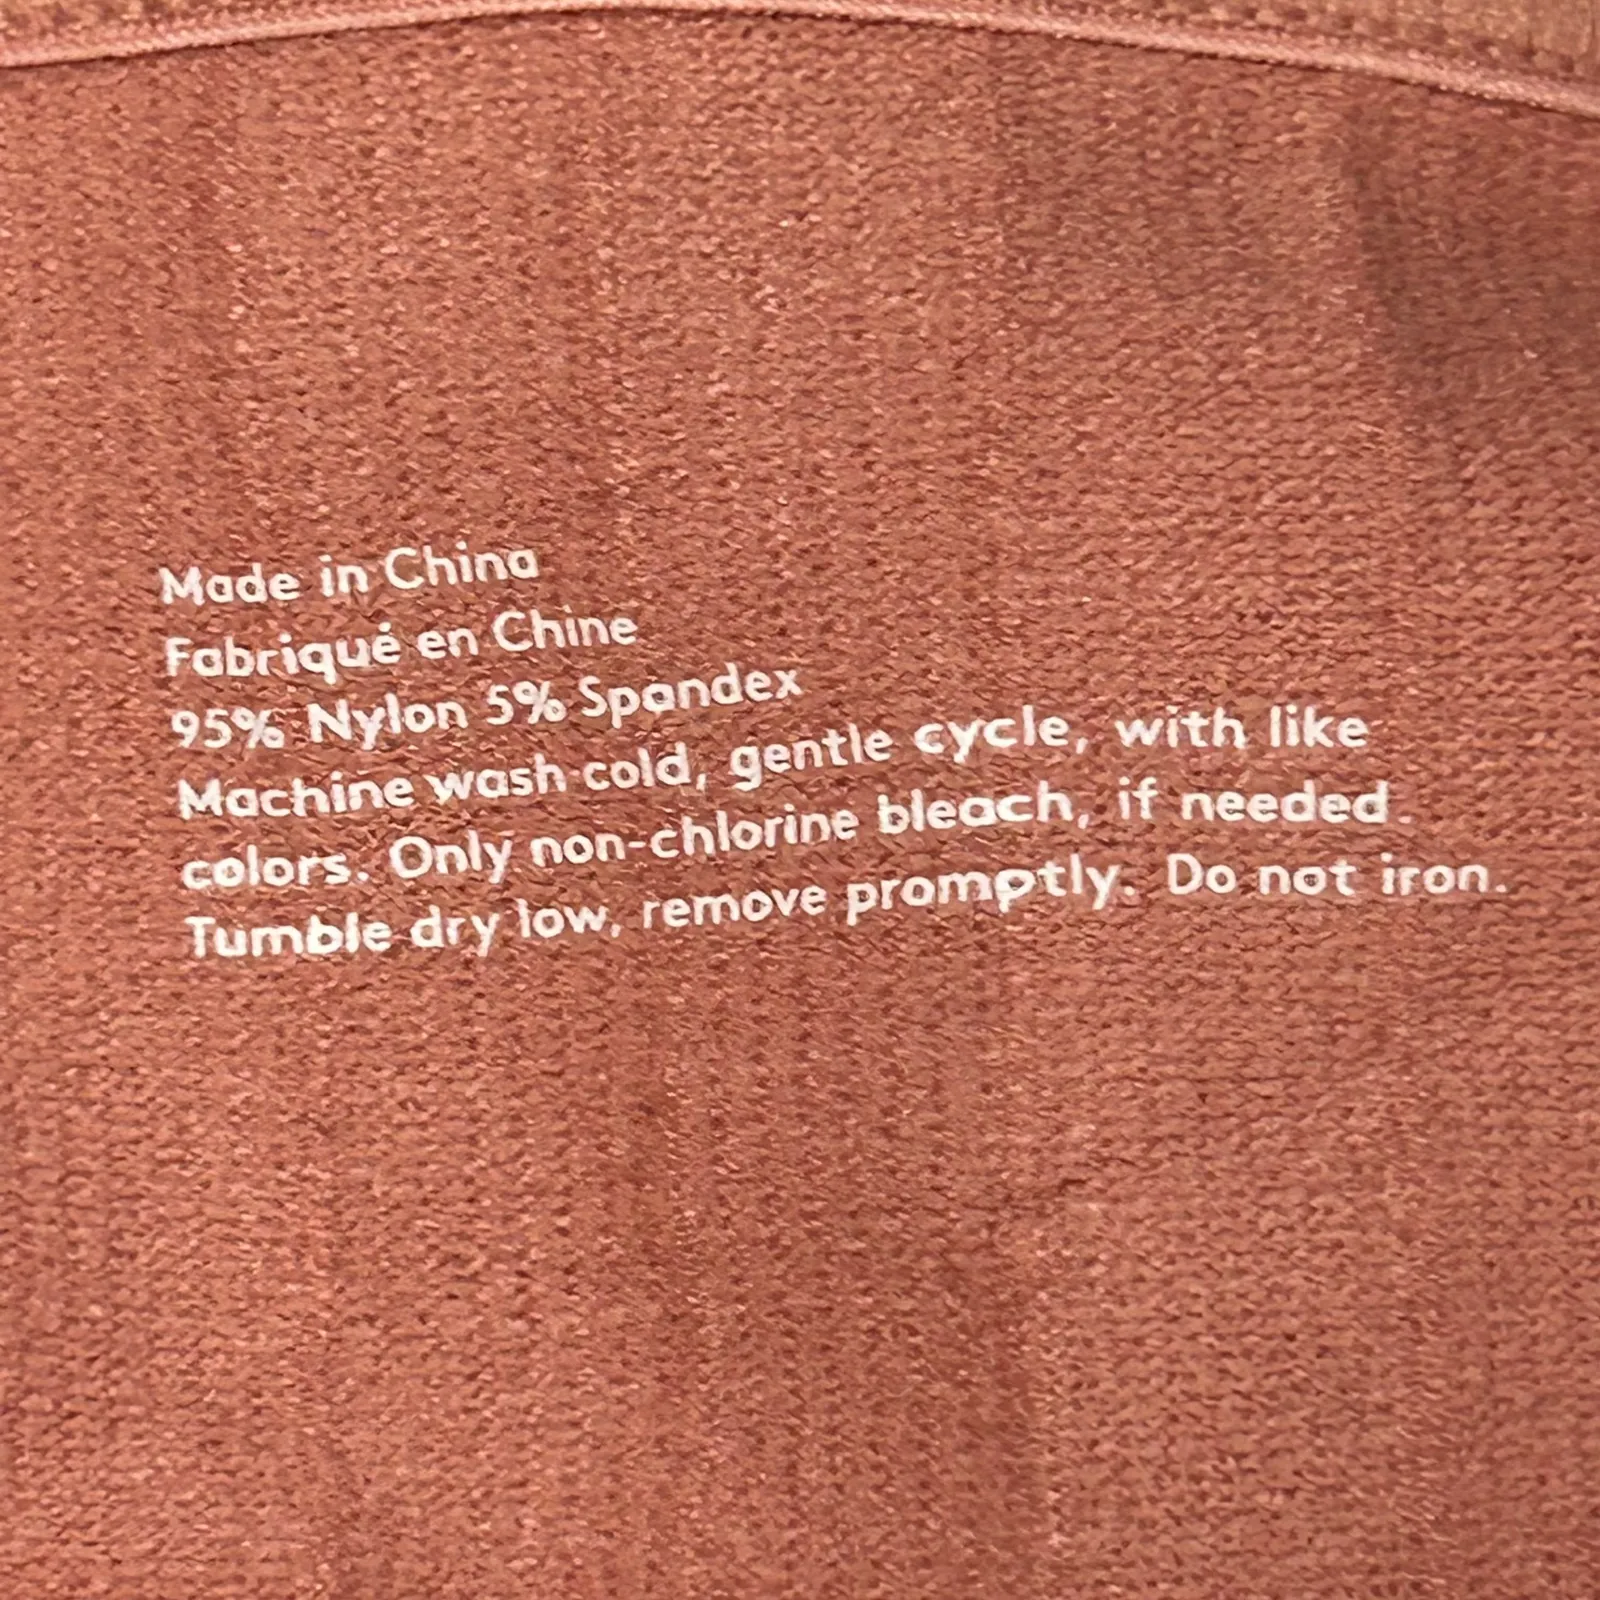 Made in China
Fabriqué en Chine
95% Nylon 5% Spandex
Machine wash cold, gentle cycle, with like
colors. Only non-chlorine bleach, if needed.
Tumble dry low, remove promptly. Do not iron.